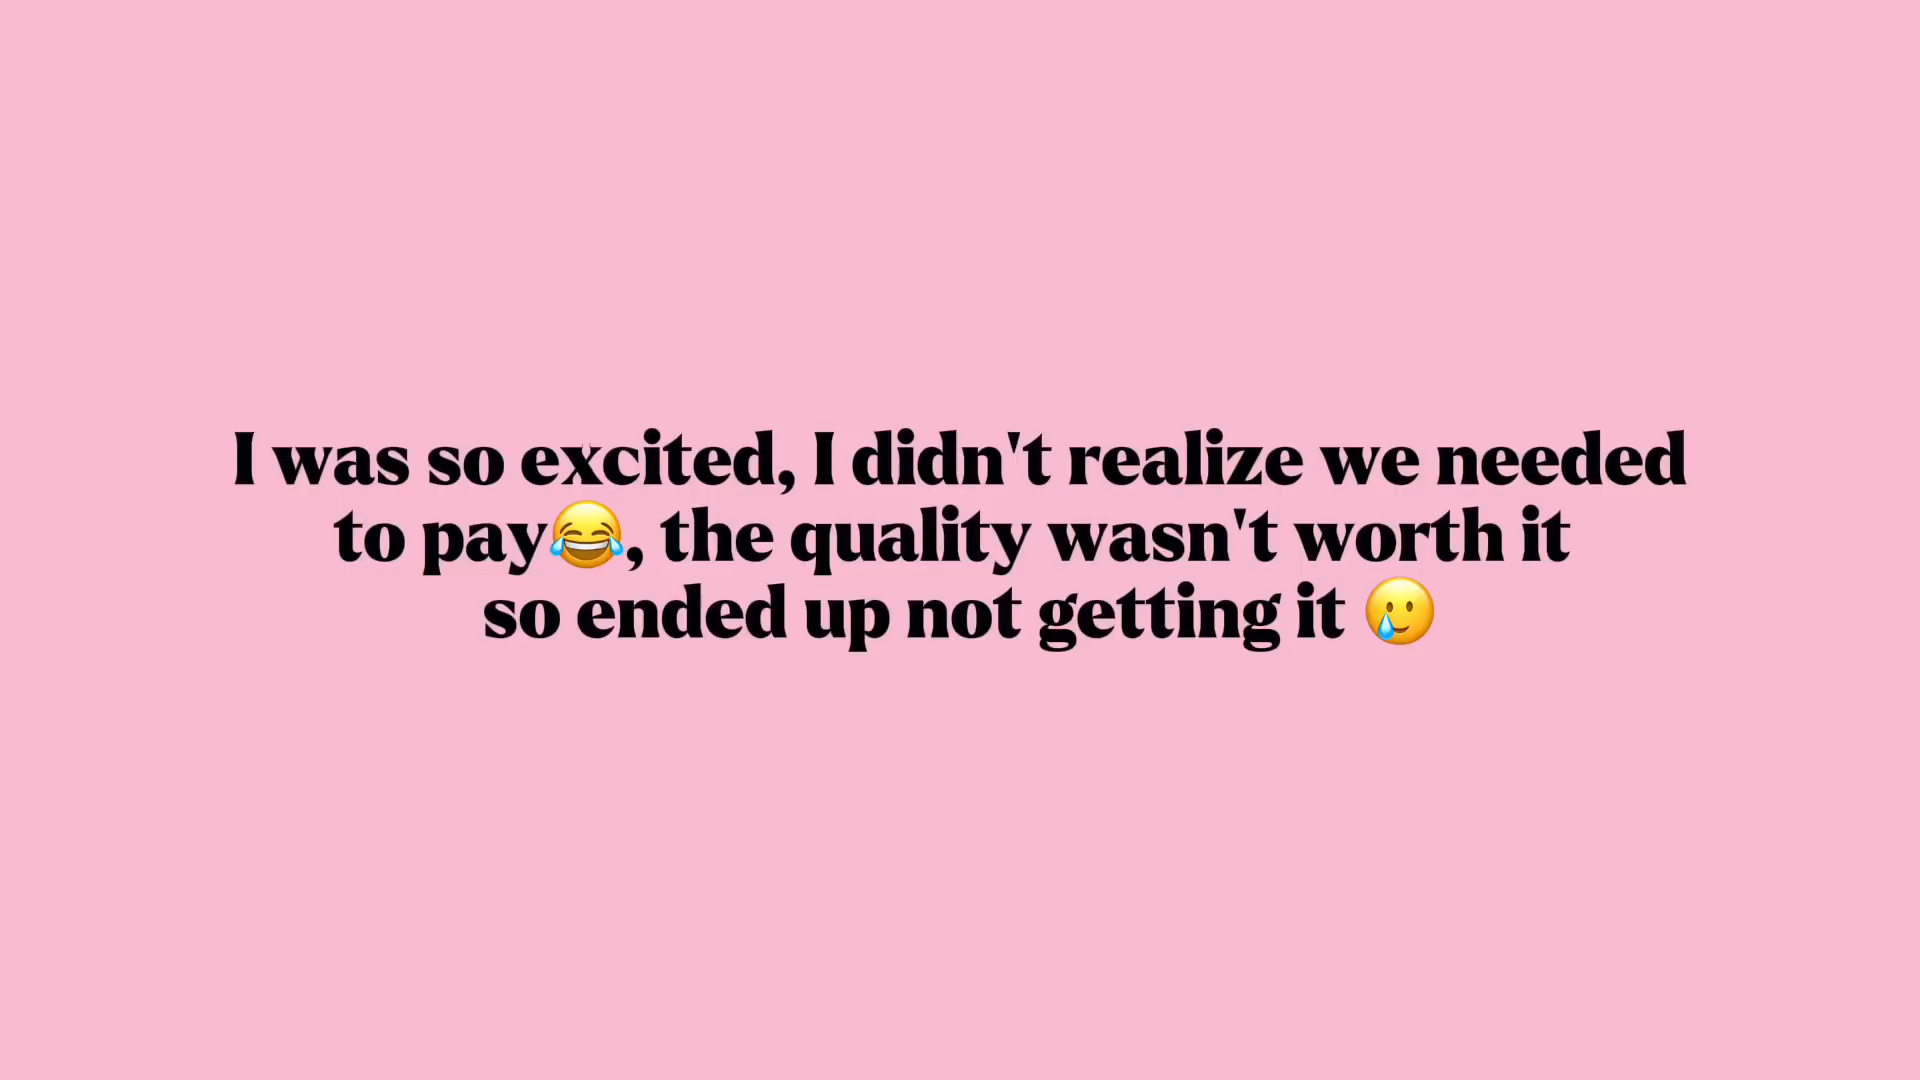 I was so excited, I didn't realize we needed
to pay😂, the quality wasn't worth it
so ended up not getting it 🥲